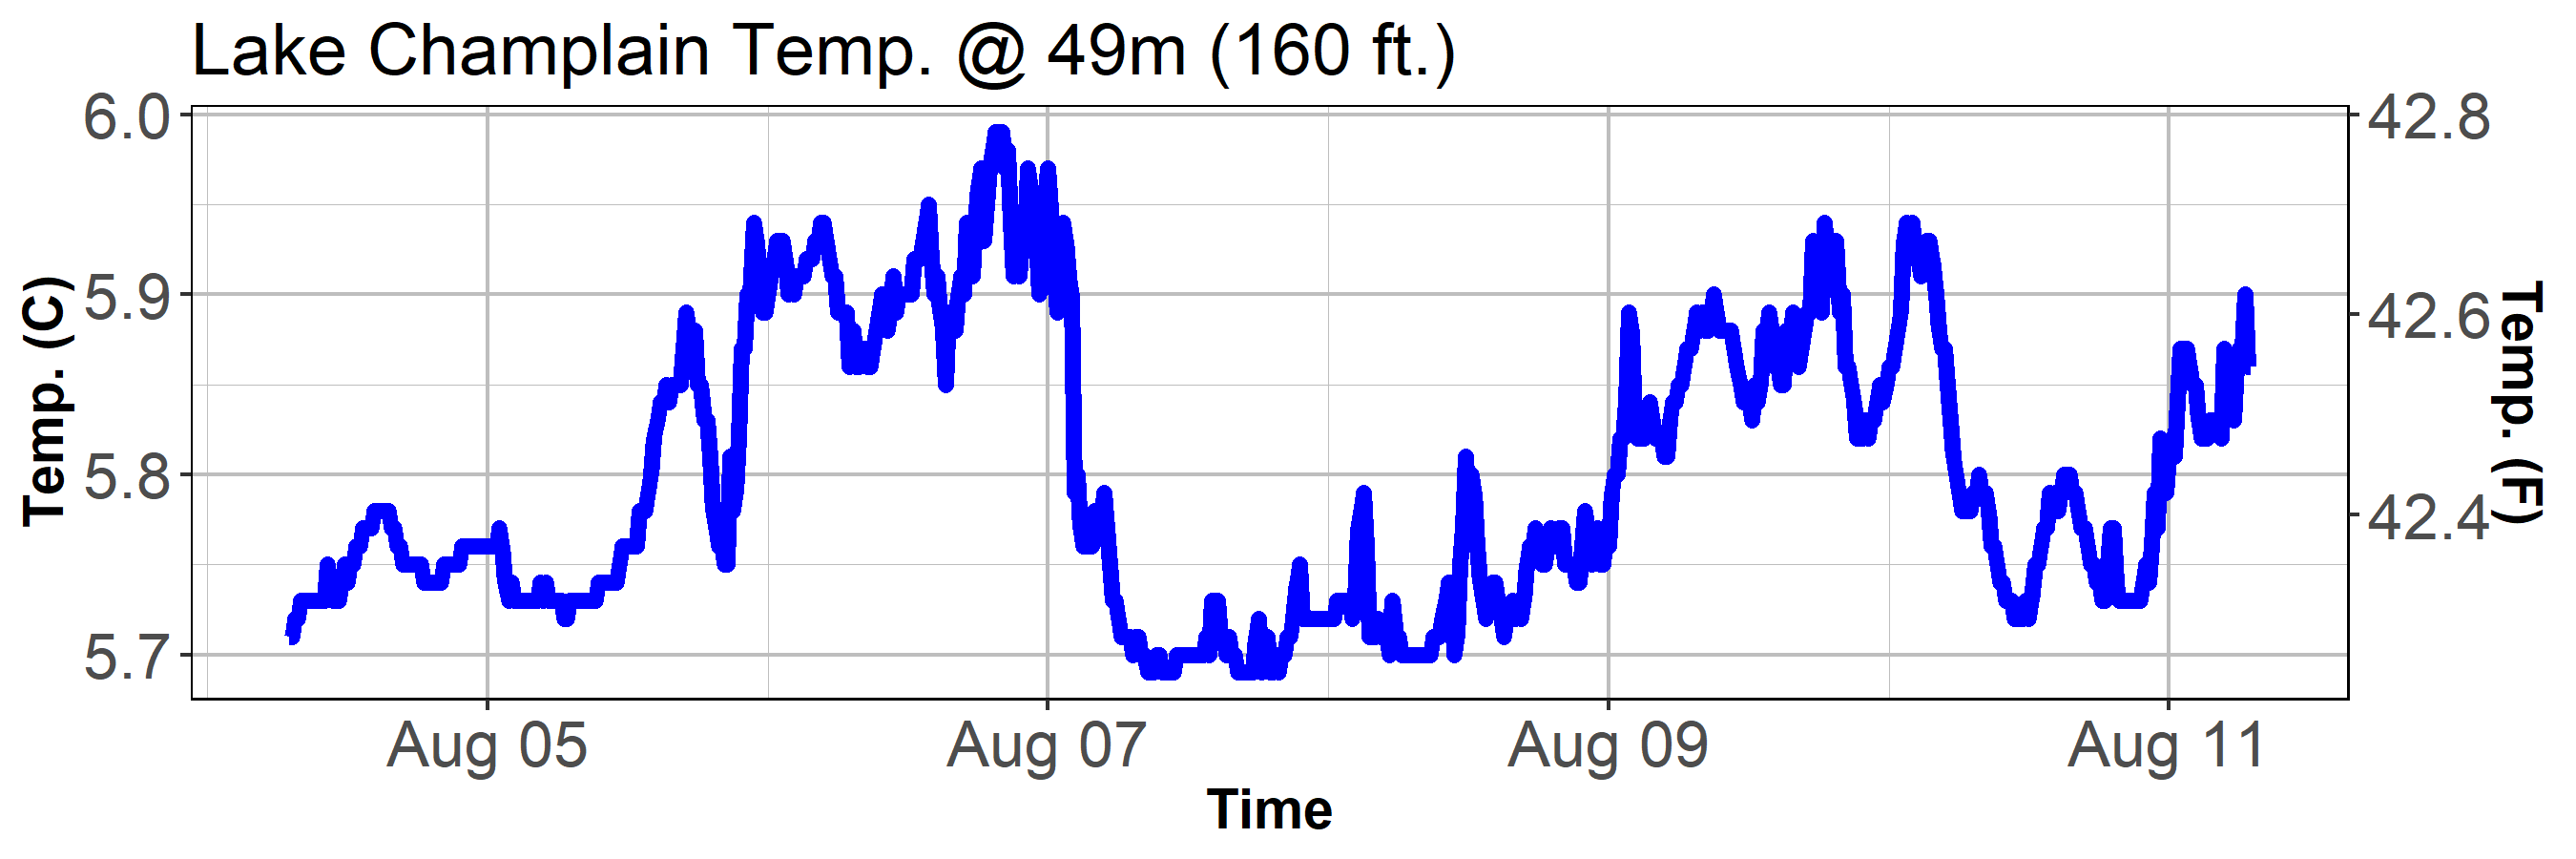 Lake Champlain Temp. @ 49m (160 ft.)
6.0
5.9
5.8
5.7
Temp. (C)
42.8
42.6
42.4
Temp. (F)
Aug 05 Aug 07 Aug 09 Aug 11
Time